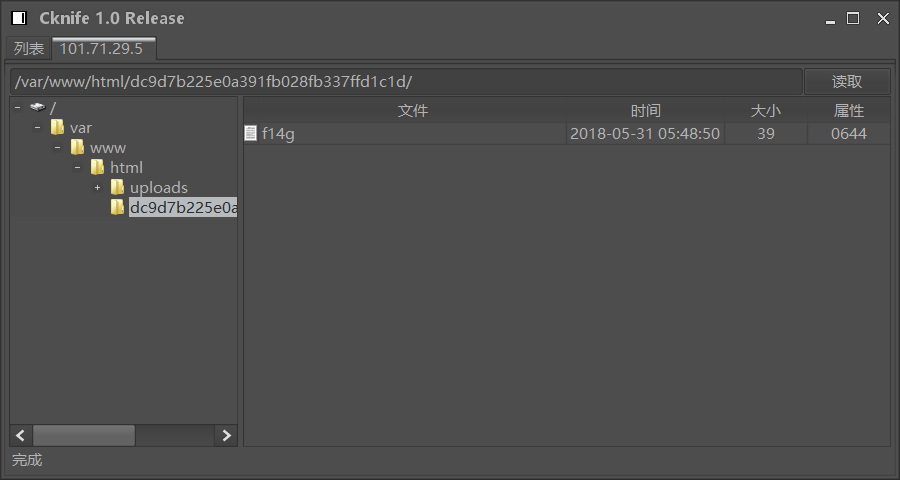 Cknife 1.0 Release
列表 101.71.29.5
/var/www/html/dc9d7b225e0a391fb028fb337ffd1c1d/ 读取
/
var
www
html
uploads
dc9d7b225e0a
文件 时间 大小 属性
f14g 2018-05-31 05:48:50 39 0644
完成